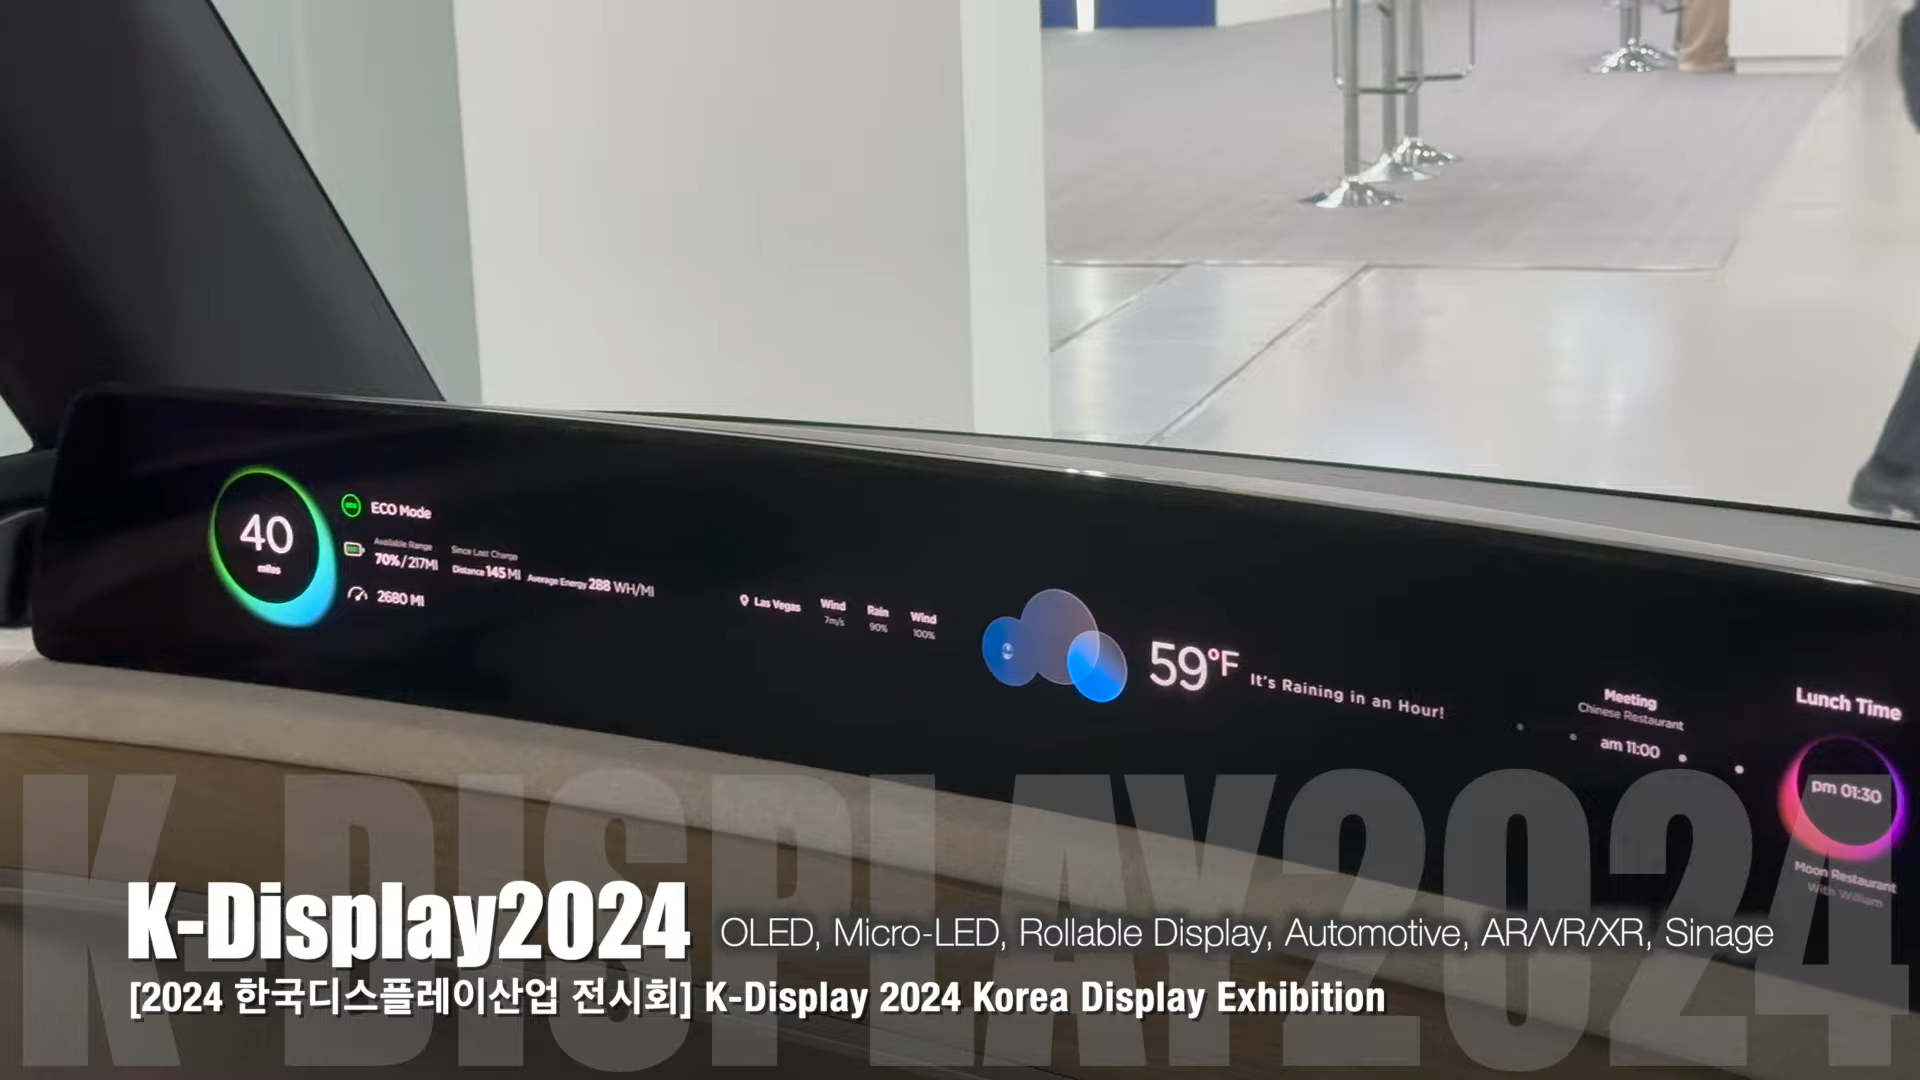 40
miles
ECO
ECO Mode
Available Range
70% / 217MI
Since Last Charge
Distance 145 MI Average Energy 288 WH/MI
2680 MI
Las Vegas
Wind
7m/s
Rain
90%
Wind
100%
59°F It's Raining in an Hour!
Meeting
Chinese Restaurant
am 11:00
Lunch Time
pm 01:30
Moon Restaurant
With William
K-DISPLAY2024
K-Display2024 OLED, Micro-LED, Rollable Display, Automotive, AR/VR/XR, Sinage
[2024 한국디스플레이산업 전시회] K-Display 2024 Korea Display Exhibition